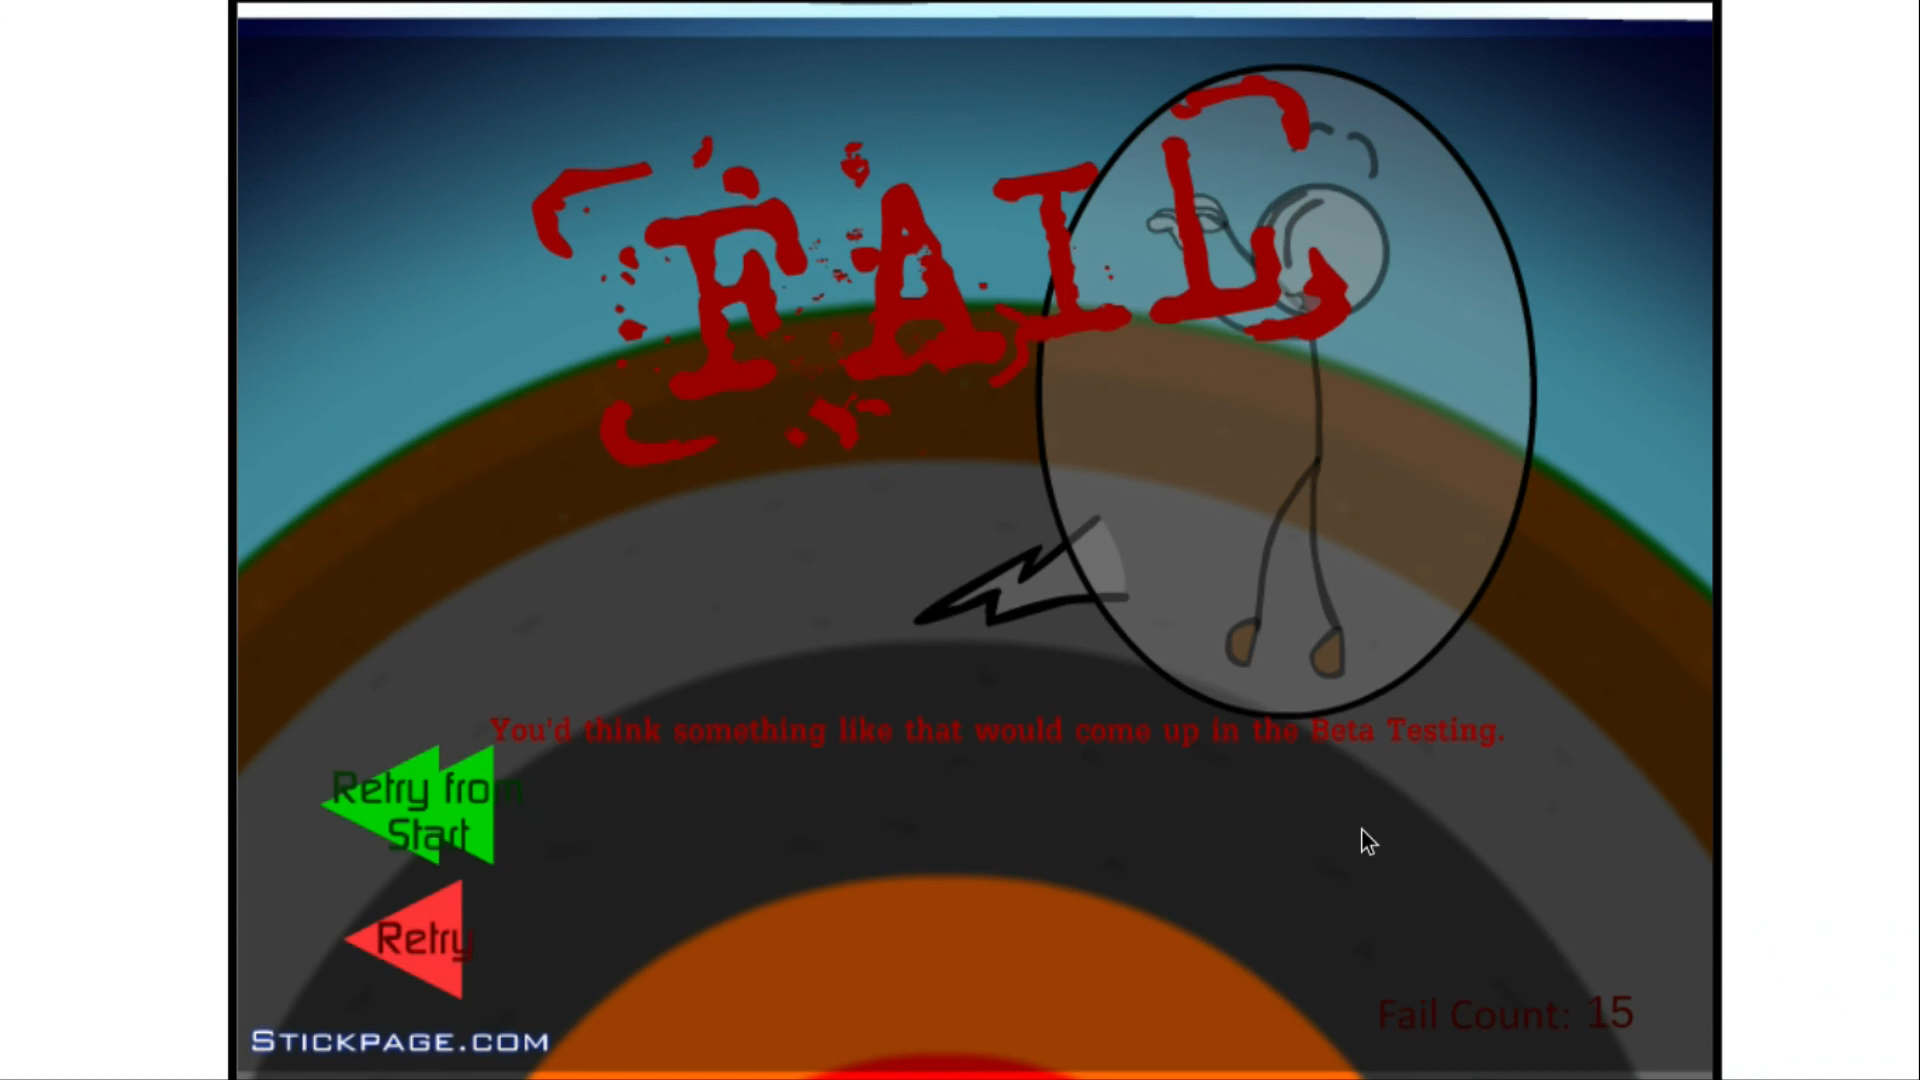 FAIL
You'd think something like that would come up in the Beta Testing.
Retry from
Start
Retry
Fail Count: 15
STICKPAGE.COM